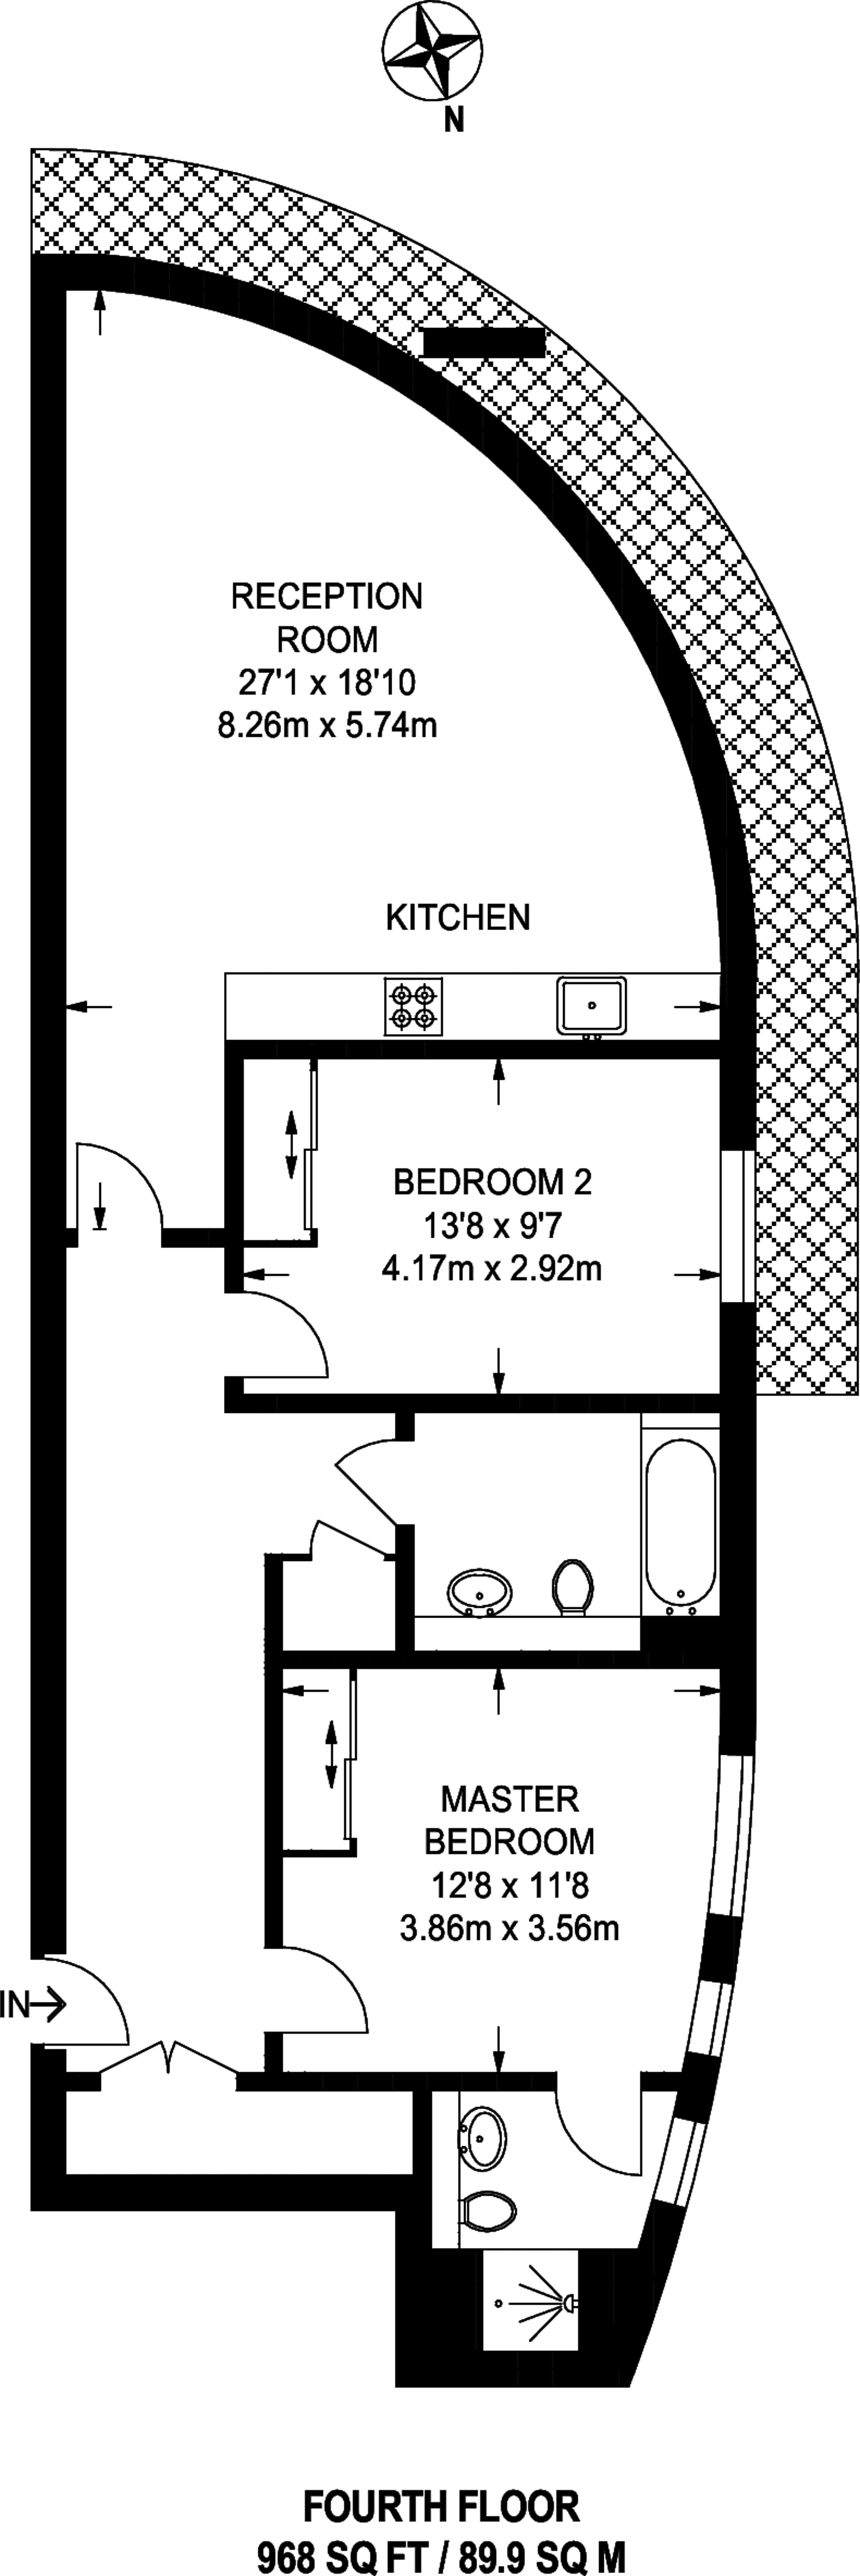 N
RECEPTION
ROOM
27'1 x 18'10
8.26m x 5.74m
KITCHEN
BEDROOM 2
13'8 x 9'7
4.17m x 2.92m
MASTER
BEDROOM
12'8 x 11'8
3.86m x 3.56m
IN
FOURTH FLOOR
968 SQ FT / 89.9 SQ M